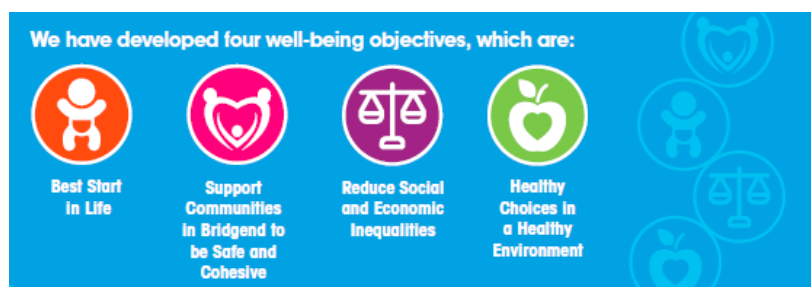 We have developed four well-being objectives, which are:
Best Start
in Life
Support
Communities
in Bridgend to
be Safe and
Cohesive
Reduce Social
and Economic
Inequalities
Healthy
Choices in
a Healthy
Environment